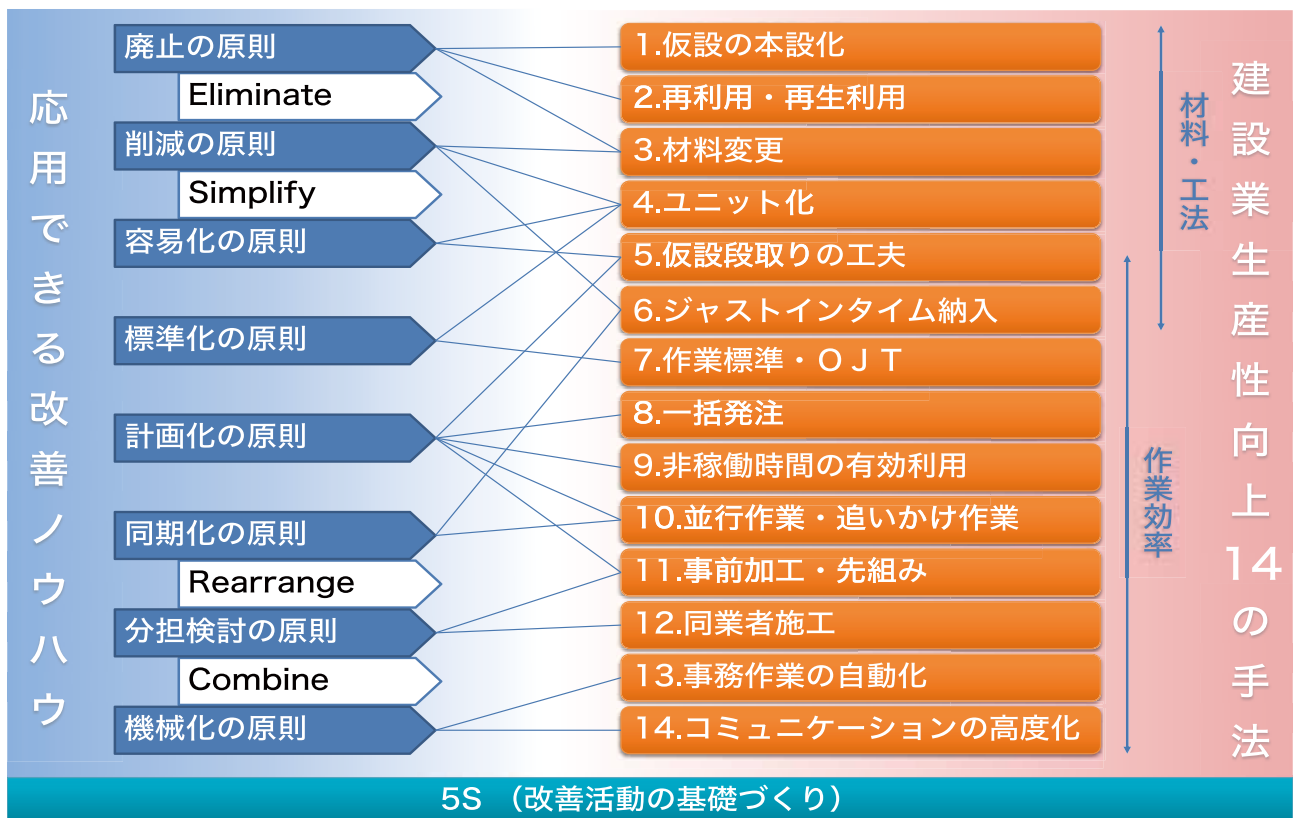 応用できる改善ノウハウ
廃止の原則
Eliminate
削減の原則
Simplify
容易化の原則
標準化の原則
計画化の原則
同期化の原則
Rearrange
分担検討の原則
Combine
機械化の原則
1.仮設の本設化
2.再利用・再生利用
3.材料変更
4.ユニット化
5.仮設段取りの工夫
6.ジャストインタイム納入
7.作業標準・ＯＪＴ
8.一括発注
9.非稼働時間の有効利用
10.並行作業・追いかけ作業
11.事前加工・先組み
12.同業者施工
13.事務作業の自動化
14.コミュニケーションの高度化
材料・工法
作業効率
建設業生産性向上14の手法
5S （改善活動の基礎づくり）